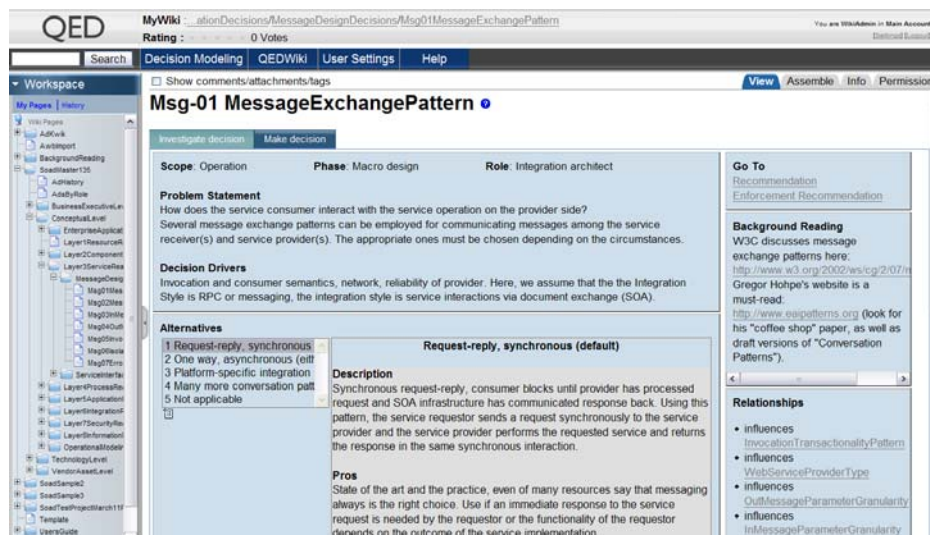 QED
MyWiki : ...ationDecisions/MessageDesignDecisions/Msg01MessageExchangePattern
You are WikiAdmin in Main Account
Rating : 0 Votes
Search
Decision Modeling QEDWiki User Settings Help
Workspace
Show comments/attachments/tags
View Assemble Info Permission
My Pages | History
Msg-01 MessageExchangePattern
Wiki Pages
AdKwik
AwbImport
BackgroundReading
SoadMaster135
AdHistory
AdsByRole
BusinessExecutiveLe
ConceptualLevel
EnterpriseApplicat
Layer1ResourceR
Layer2Component
Layer3ServiceRea
MessageDesig
Msg01Mes
Msg02Mes
Msg03InMe
Msg04OutI
Msg05Invo
Msg07Erro
ServiceInterfac
Layer4ProcessRea
Layer5Application
Layer6IntegrationF
Layer7SecurityRea
Layer8Information
OperationalModelir
TechnologyLevel
VendorAssetLevel
SoadSample2
SoadSample3
SoadTestProjectMarch11F
Template
UsersGuide
Investigate decision Make decision
Scope: Operation Phase: Macro design Role: Integration architect
Problem Statement
How does the service consumer interact with the service operation on the provider side?
Several message exchange patterns can be employed for communicating messages among the service
receiver(s) and service provider(s). The appropriate ones must be chosen depending on the circumstances.
Decision Drivers
Invocation and consumer semantics, network, reliability of provider. Here, we assume that the the Integration
Style is RPC or messaging, the integration style is service interactions via document exchange (SOA).
Alternatives
1 Request-reply, synchronous
2 One way, asynchronous (eith
3 Platform-specific integration
4 Many more conversation patt
5 Not applicable
Request-reply, synchronous (default)
Description
Synchronous request-reply, consumer blocks until provider has processed
request and SOA infrastructure has communicated response back. Using this
pattern, the service requestor sends a request synchronously to the service
provider and the service provider performs the requested service and returns
the response in the same synchronous interaction.
Pros
State of the art and the practice, even of many resources say that messaging
always is the right choice. Use if an immediate response to the service
request is needed by the requestor or the functionality of the requestor
depends on the outcome of the service implementation.
Go To
Recommendation
Enforcement Recommendation
Background Reading
W3C discusses message
exchange patterns here:
http://www.w3.org/2002/ws/cg/2/07/m
Gregor Hohpe's website is a
must-read:
http://www.eaipatterns.org (look for
his "coffee shop" paper, as well as
draft versions of "Conversation
Patterns").
Relationships
• influences
InvocationTransactionalityPattern
• influences
WebServiceProviderType
• influences
OutMessageParameterGranularity
• influences
InMessageParameterGranularity